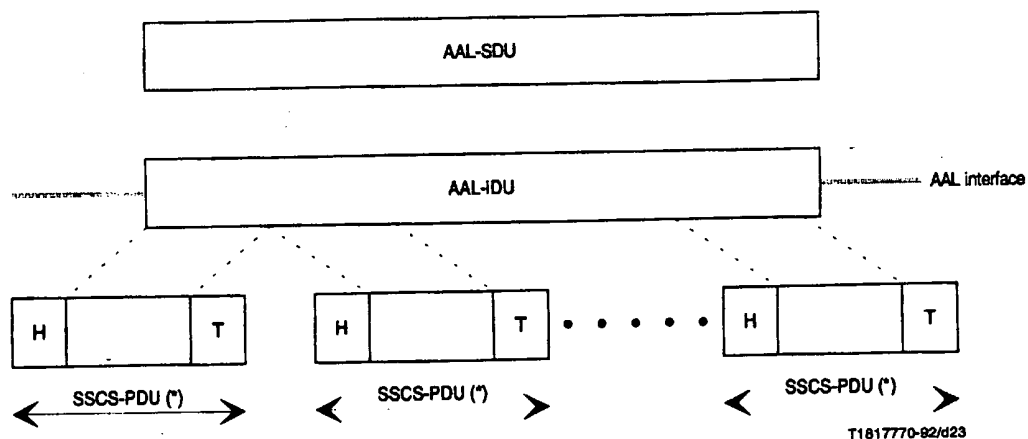 AAL-SDU
AAL-IDU
AAL interface
H
T
H
T
H
T
SSCS-PDU (*)
SSCS-PDU (*)
SSCS-PDU (*)
T1817770-92/d23